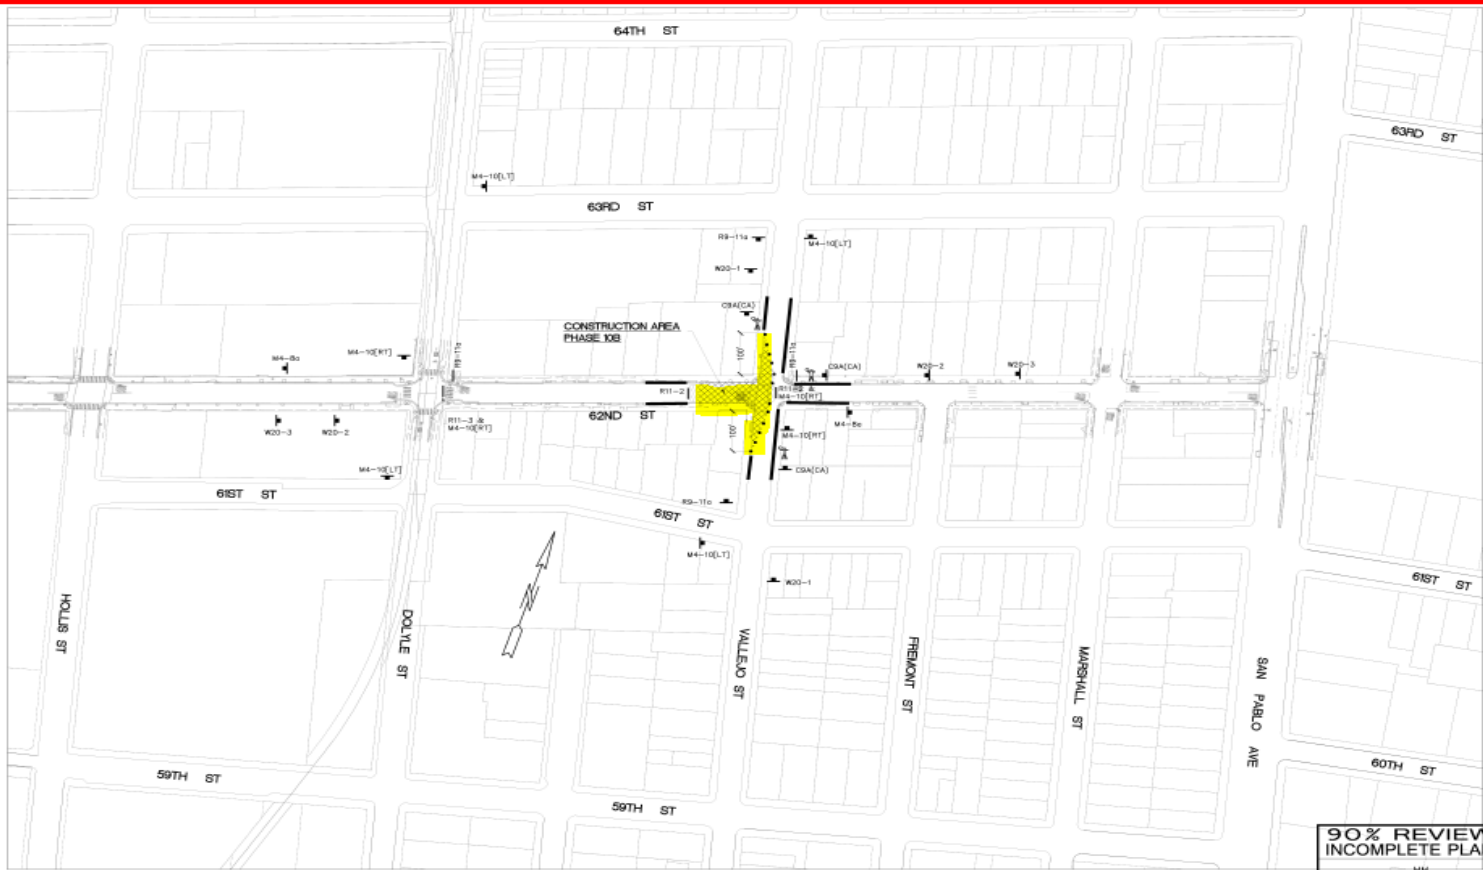 64TH ST
63RD ST
M4-10[LT]
63RD ST
R9-11a
M4-10[LT]
W20-1
C9A(CA)
CONSTRUCTION AREA
PHASE 10B
100'
M4-8a
M4-10[RT]
R9-11a
R9-11a
C9A(CA)
W20-2
W20-3
R11-2
M4-10[RT]
62ND ST
W20-3
W20-2
R11-3 &
M4-10[RT]
100'
M4-10[RT]
M4-8a
M4-10[LT]
C9A(CA)
61ST ST
R9-11a
61ST ST
M4-10[LT]
N
W20-1
61ST ST
HOLLIS ST
DOLYLE ST
VALLEJO ST
FREMONT ST
MARSHALL ST
SAN PABLO AVE
59TH ST
60TH ST
59TH ST
90% REVIEW
INCOMPLETE PLA